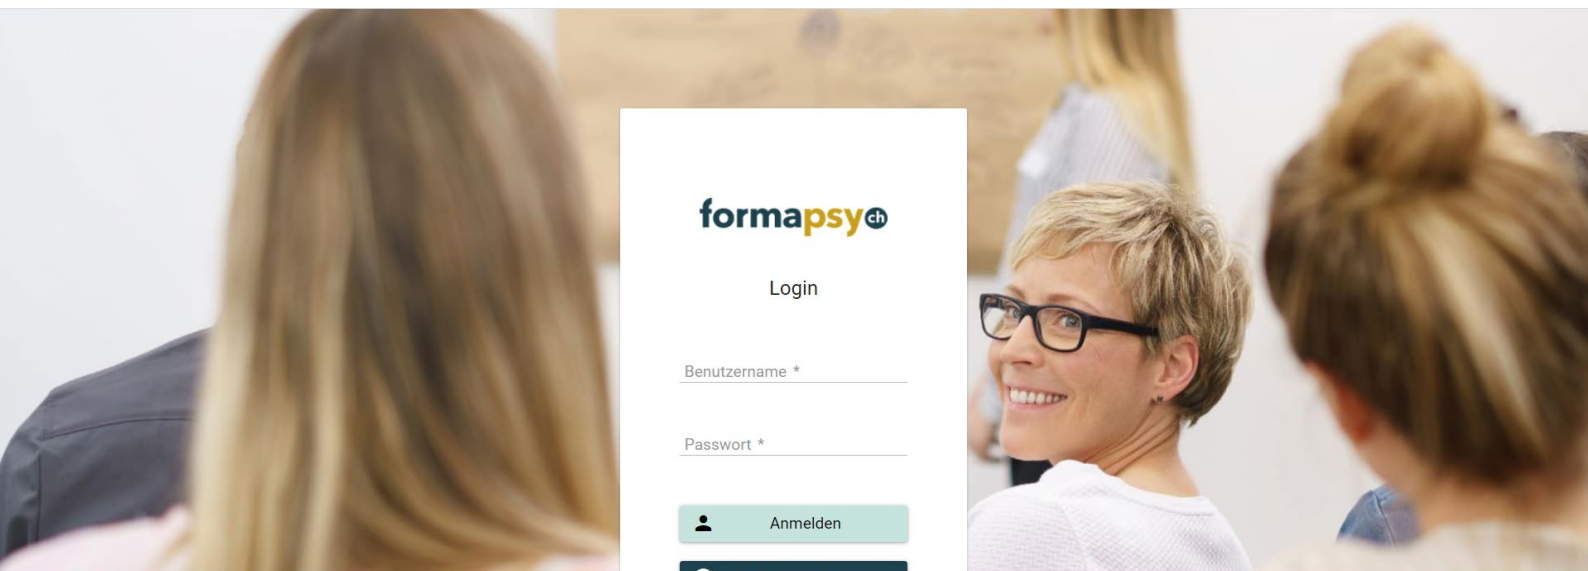 formapsy ch
Login
Benutzername *
Passwort *
Anmelden